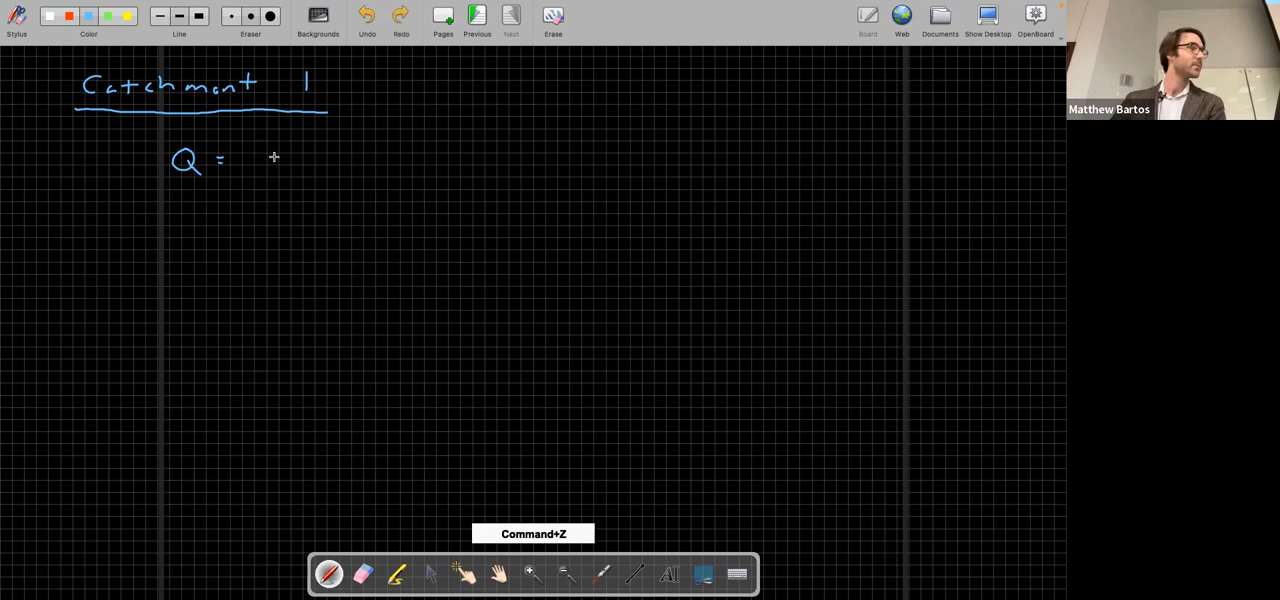 Stylus Color Line Eraser Backgrounds Undo Redo Pages Previous Next Erase Board Web Documents Show Desktop OpenBoard
Matthew Bartos
Catchment 1
Q =
Command+Z
AI